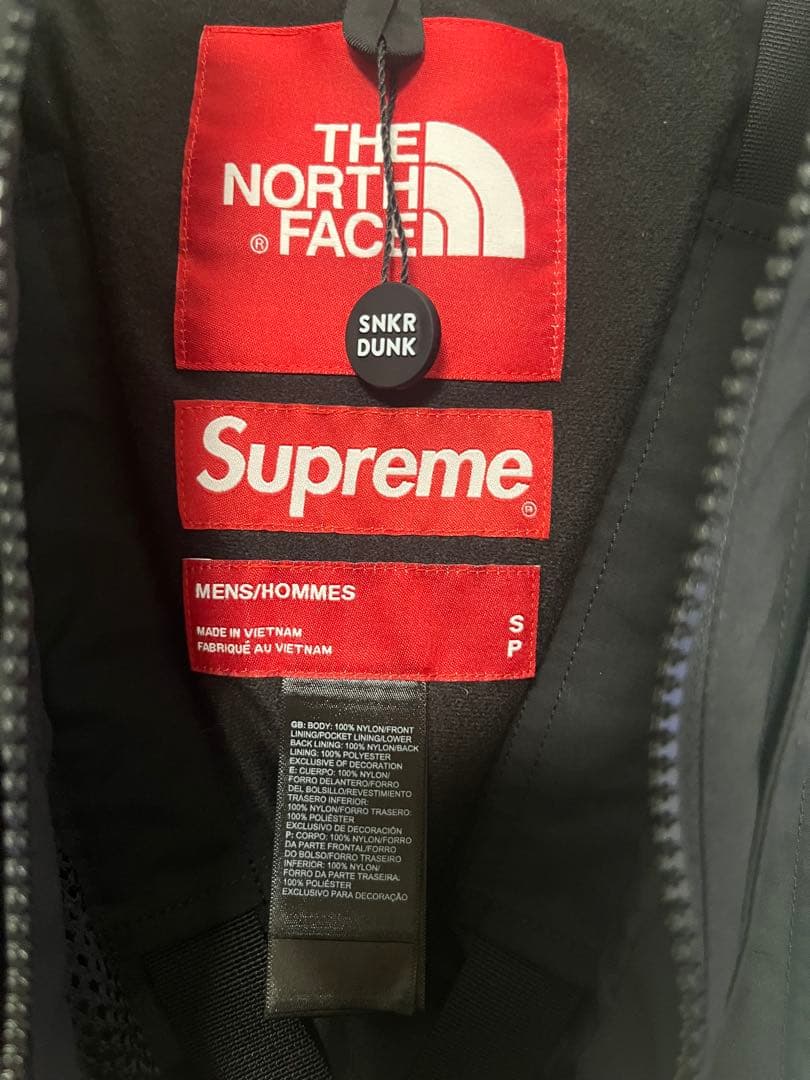 THE
NORTH
® FACE
SNKR
DUNK
Supreme
®
MENS/HOMMES
MADE IN VIETNAM
FABRIQUÉ AU VIETNAM
S
P
GB: BODY: 100% NYLON/FRONT
LINING/POCKET LINING/LOWER
BACK LINING: 100% NYLON/BACK
LINING: 100% POLYESTER
EXCLUSIVE OF DECORATION
E: CUERPO: 100% NYLON/
FORRO DELANTERO/FORRO
DEL BOLSILLO/REVESTIMENTO
TRASERO INFERIOR:
100% NYLON/FORRO TRASERO:
100% POLIÉSTER
EXCLUSIVO DE DECORACIÓN
P: CORPO: 100% NYLON/FORRO
DA PARTE FRONTAL/FORRO
DO BOLSO/FORRO TRASEIRO
INFERIOR: 100% NYLON/
FORRO DA PARTE TRASEIRA.
100% POLIÉSTER
EXCLUSIVO PARA DECORAÇÃO